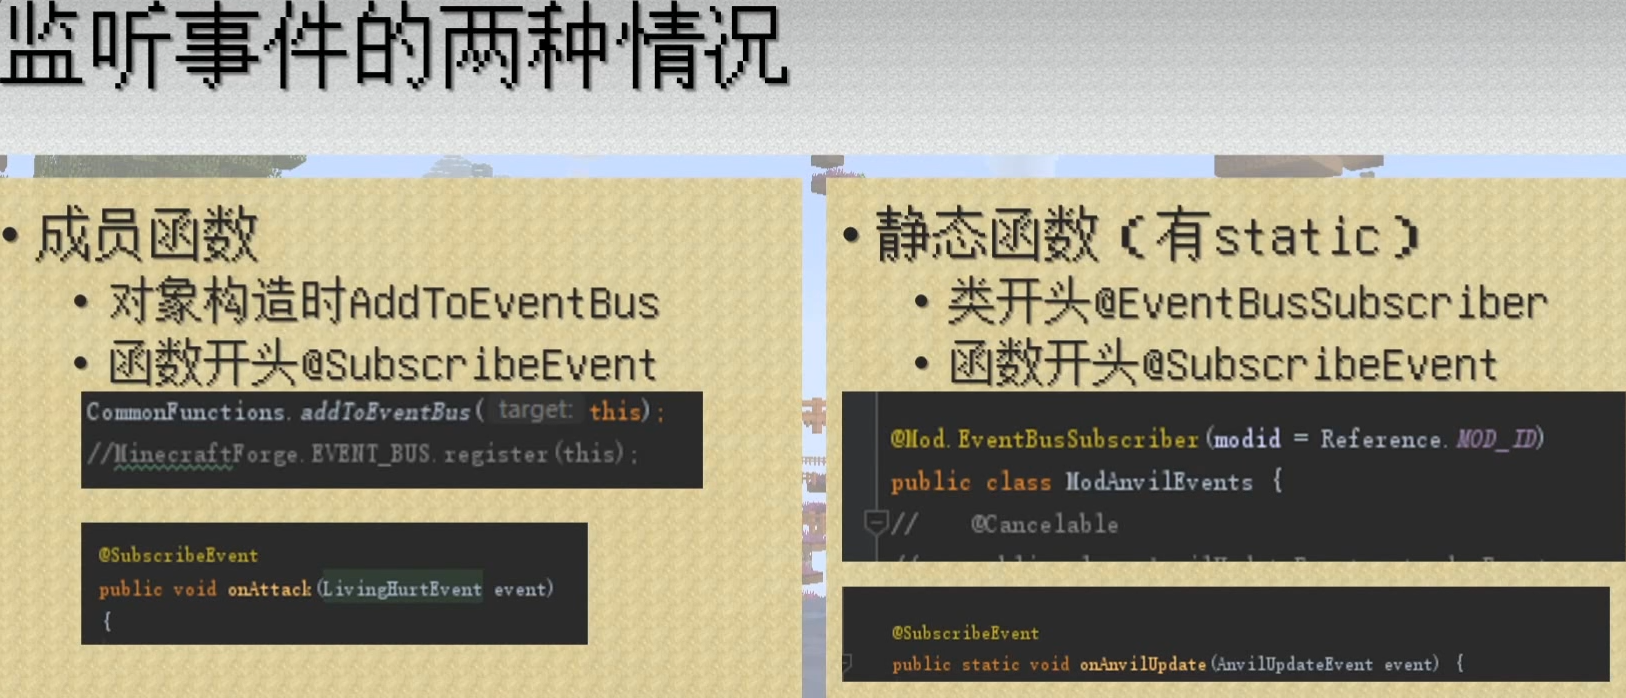 监听事件的两种情况
• 成员函数
• 对象构造时AddToEventBus
• 函数开头@SubscribeEvent
CommonFunctions.addToEventBus( target: this);
//MinecraftForge.EVENT_BUS.register(this);
@SubscribeEvent
public void onAttack(LivingHurtEvent event)
{
• 静态函数（有static）
• 类开头@EventBusSubscriber
• 函数开头@SubscribeEvent
@Mod.EventBusSubscriber(modid = Reference.MOD_ID)
public class ModAnvilEvents {
// @Cancelable
@SubscribeEvent
public static void onAnvilUpdate(AnvilUpdateEvent event) {